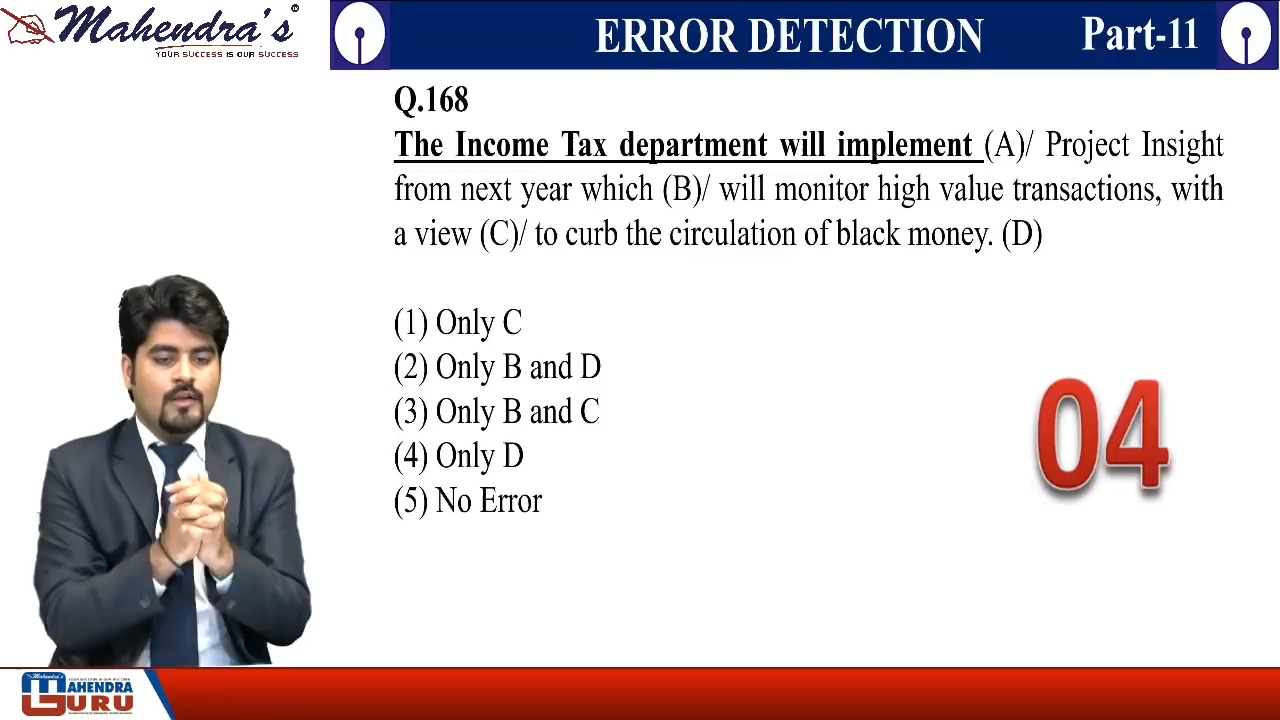 Mahendra's
YOUR SUCCESS IS OUR SUCCESS
ERROR DETECTION
Part-11
Q.168
The Income Tax department will implement (A)/ Project Insight
from next year which (B)/ will monitor high value transactions, with
a view (C)/ to curb the circulation of black money. (D)
(1) Only C
(2) Only B and D
(3) Only B and C
(4) Only D
(5) No Error
04
Mahendra's
MAHENDRA
GURU